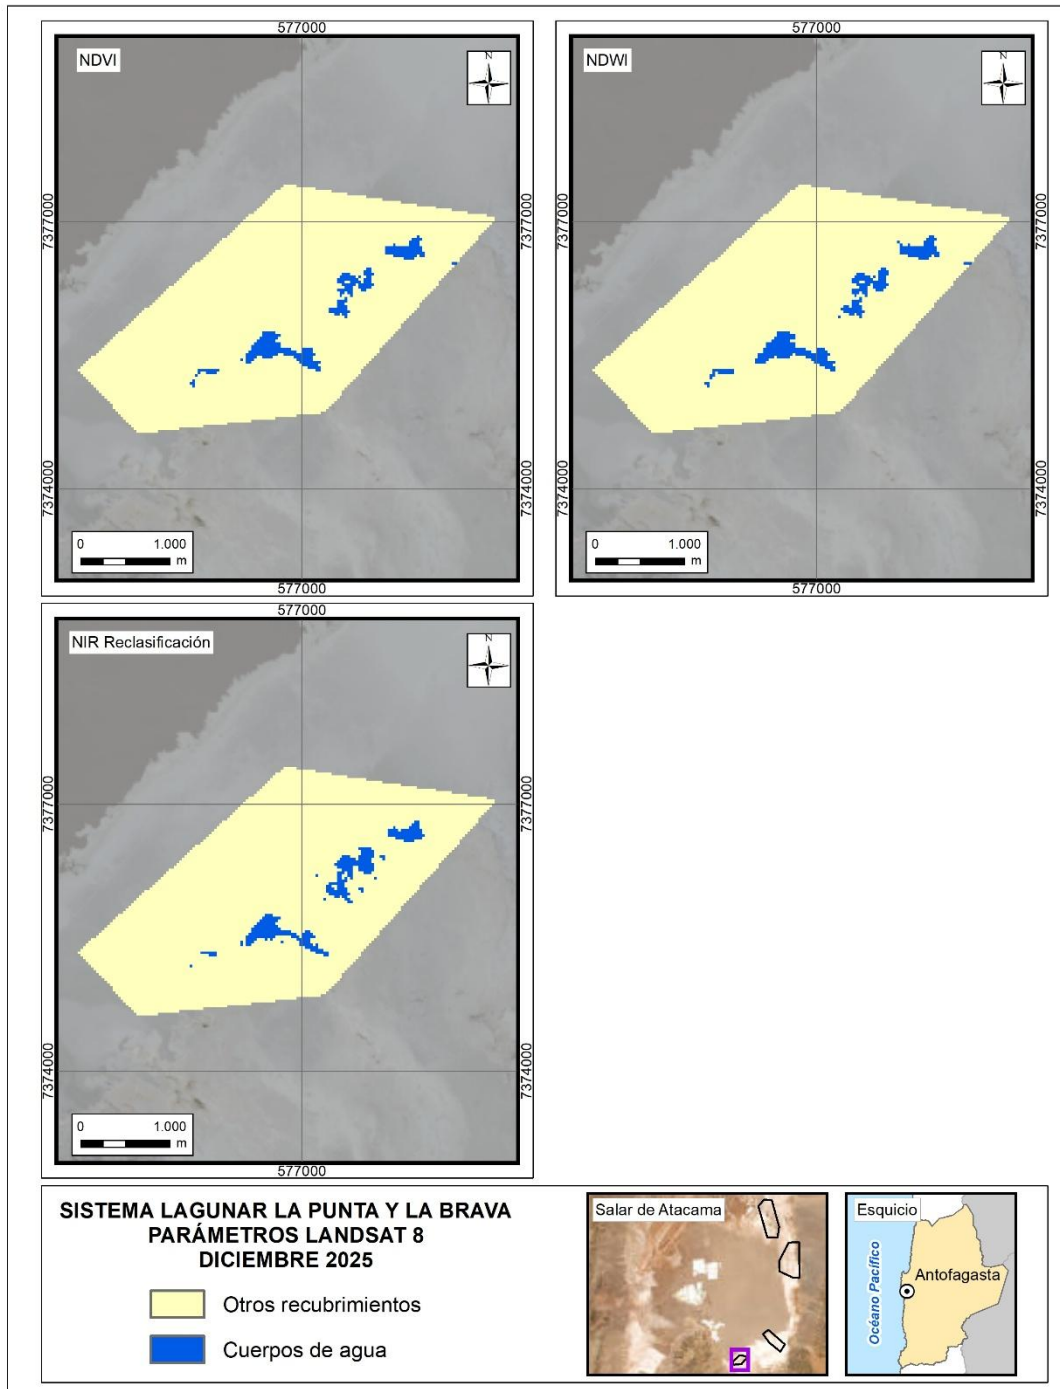 577000
577000
NDVI
N
NDWI
N
7377000
7377000
7377000
7377000
7374000
7374000
7374000
7374000
0 1.000
m
0 1.000
m
577000
577000
577000
NIR Reclasificación
N
7377000
7377000
7374000
7374000
0 1.000
m
577000
SISTEMA LAGUNAR LA PUNTA Y LA BRAVA
PARÁMETROS LANDSAT 8
DICIEMBRE 2025
Otros recubrimientos
Cuerpos de agua
Salar de Atacama
Esquicio
Océano Pacífico
Antofagasta